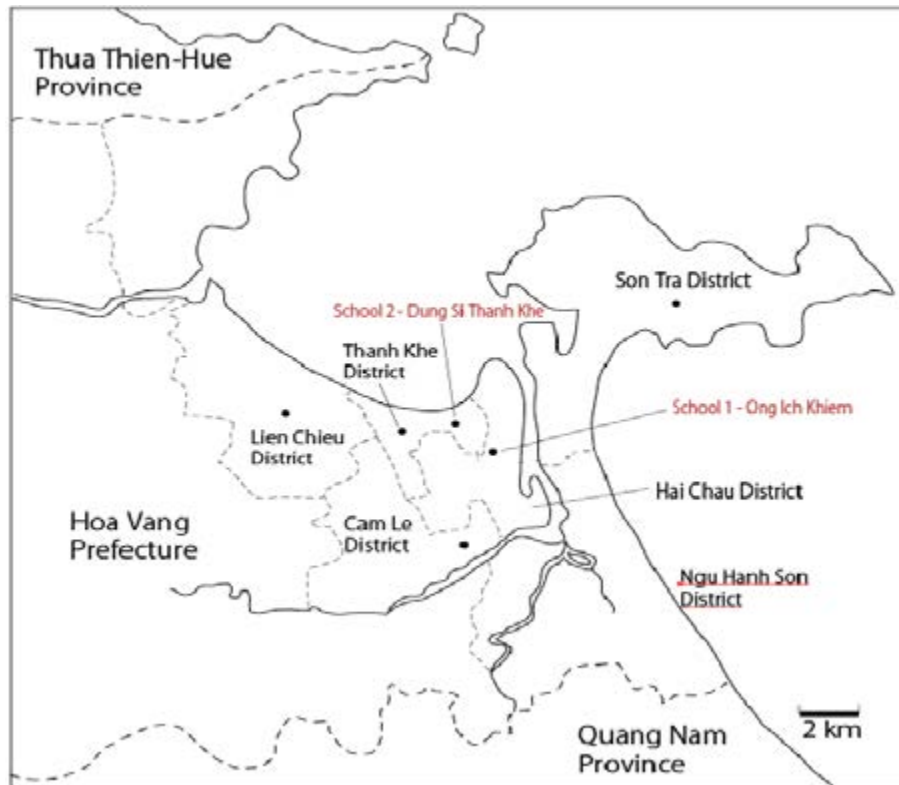 Thua Thien-Hue
Province
Son Tra District
School 2 - Dung Si Thanh Khe
Thanh Khe
District
School 1 - Ong Ich Khiem
Lien Chieu
District
Hai Chau District
Hoa Vang
Prefecture
Cam Le
District
Ngu Hanh Son
District
2 km
Quang Nam
Province